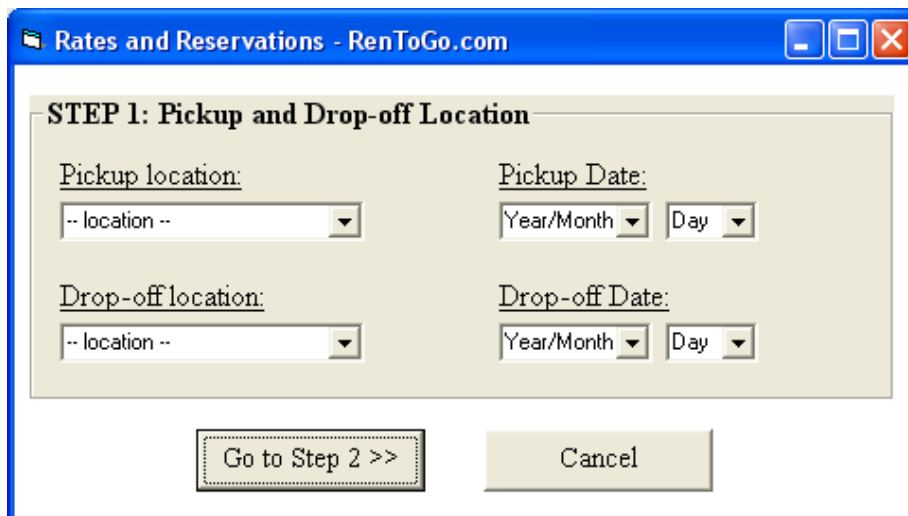 Rates and Reservations - RenToGo.com
STEP 1: Pickup and Drop-off Location
Pickup location:
Pickup Date:
-- location --
Year/Month
Day
Drop-off location:
Drop-off Date:
-- location --
Year/Month
Day
Go to Step 2 >>
Cancel